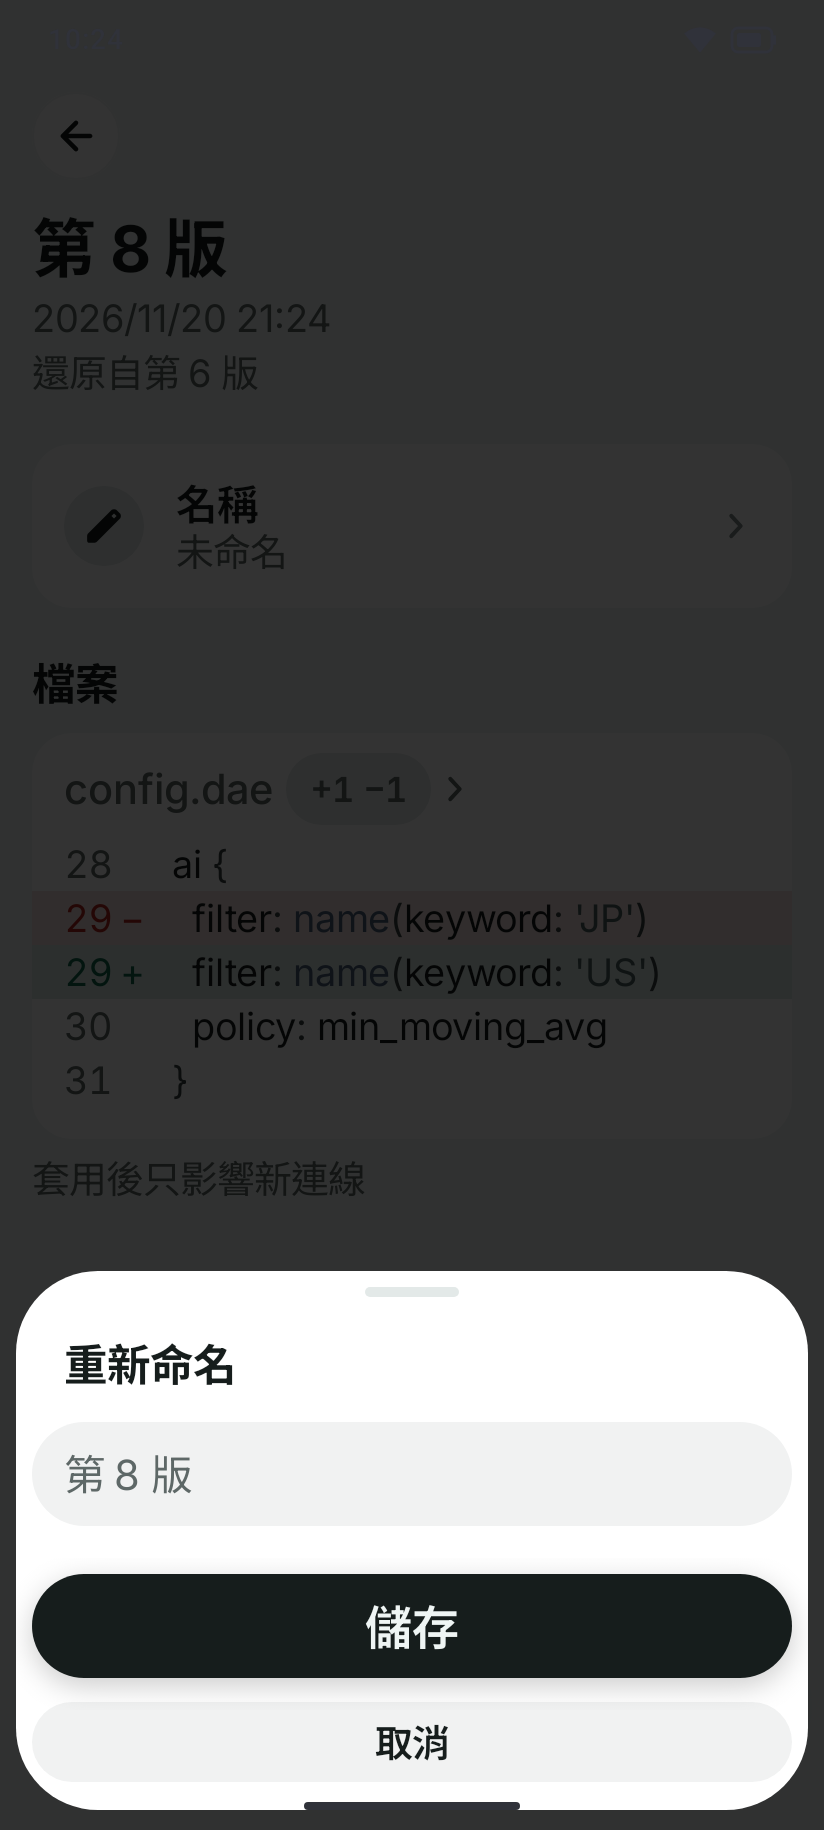 第 8 版
2026/11/20 21:24
還原自第 6 版
名稱
未命名
檔案
config.dae +1 −1
28 ai {
29 − filter: name(keyword: 'JP')
29 + filter: name(keyword: 'US')
30 policy: min_moving_avg
31 }
套用後只影響新連線
重新命名
第 8 版
儲存
取消